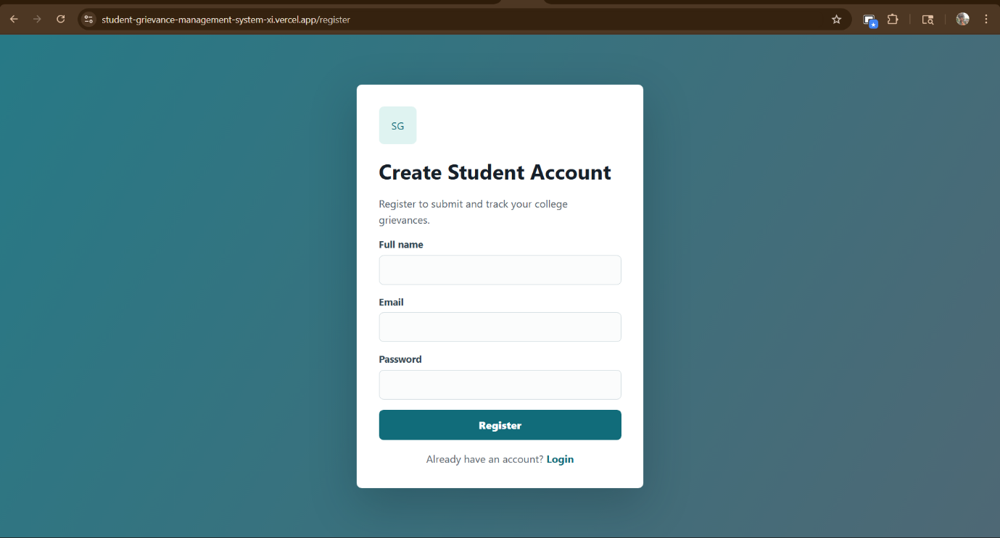 student-grievance-management-system-xi.vercel.app/register
SG
Create Student Account
Register to submit and track your college
grievances.
Full name
Email
Password
Register
Already have an account? Login